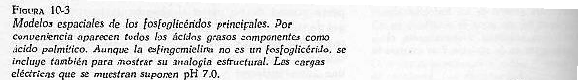 FIGURA 10-3
Modelos espaciales de los fosfoglicéridos principales. Por
conveniencia aparecen todos los ácidos grasos componentes como
ácido palmítico. Aunque la esfingomielina no es un fosfoglicérido, se
incluye también para mostrar su analogía estructural. Las cargas
eléctricas que se muestran suponen pH 7.0.